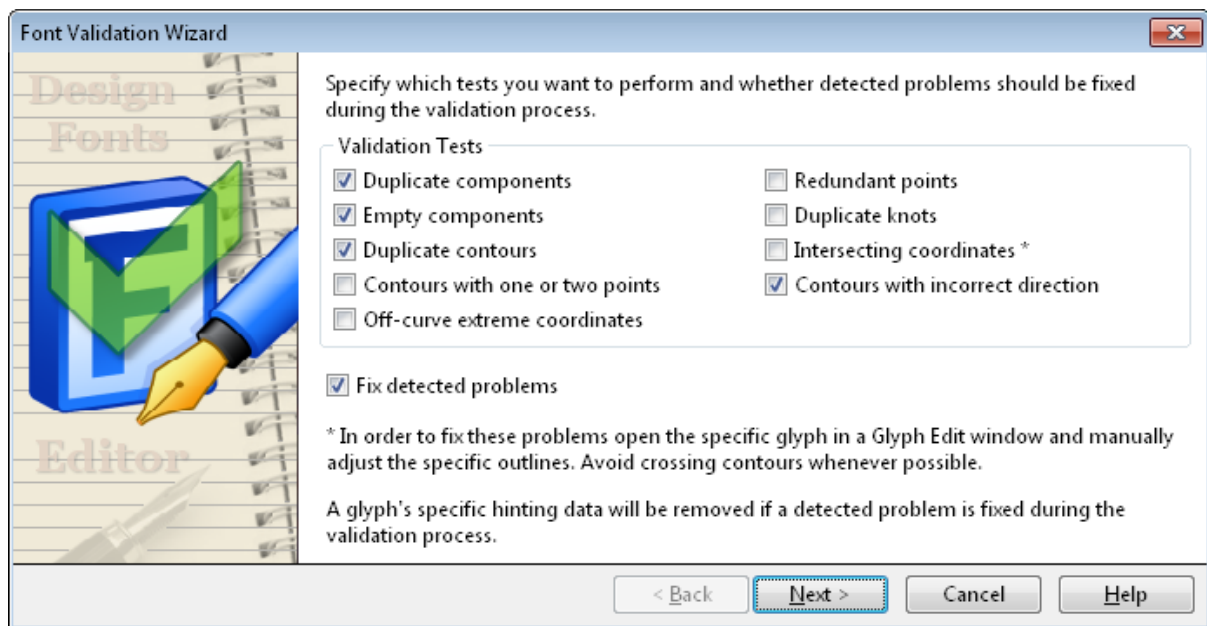 Font Validation Wizard
Design
Fonts
Editor
Specify which tests you want to perform and whether detected problems should be fixed
during the validation process.
Validation Tests
Duplicate components
Empty components
Duplicate contours
Contours with one or two points
Off-curve extreme coordinates
Redundant points
Duplicate knots
Intersecting coordinates *
Contours with incorrect direction
Fix detected problems
* In order to fix these problems open the specific glyph in a Glyph Edit window and manually
adjust the specific outlines. Avoid crossing contours whenever possible.
A glyph's specific hinting data will be removed if a detected problem is fixed during the
validation process.
< Back
Next >
Cancel
Help